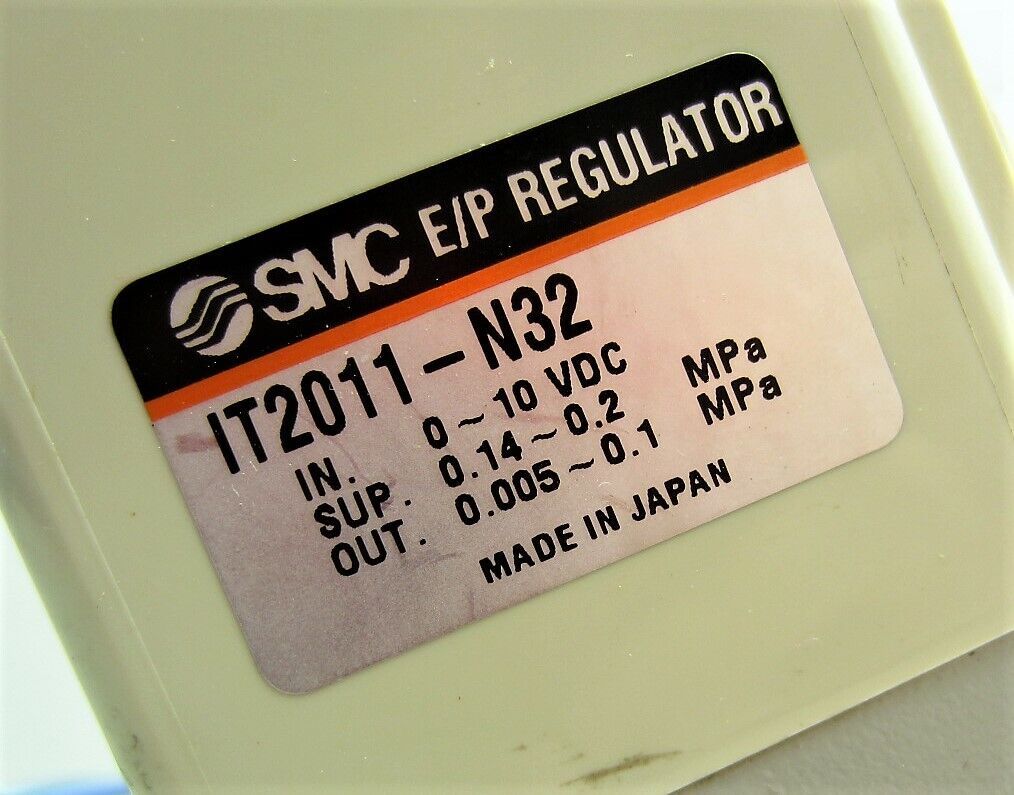 SMC E/P REGULATOR
IT2011-N32
IN. 0~10 VDC
SUP. 0.14~0.2 MPa
OUT. 0.005~0.1 MPa
MADE IN JAPAN